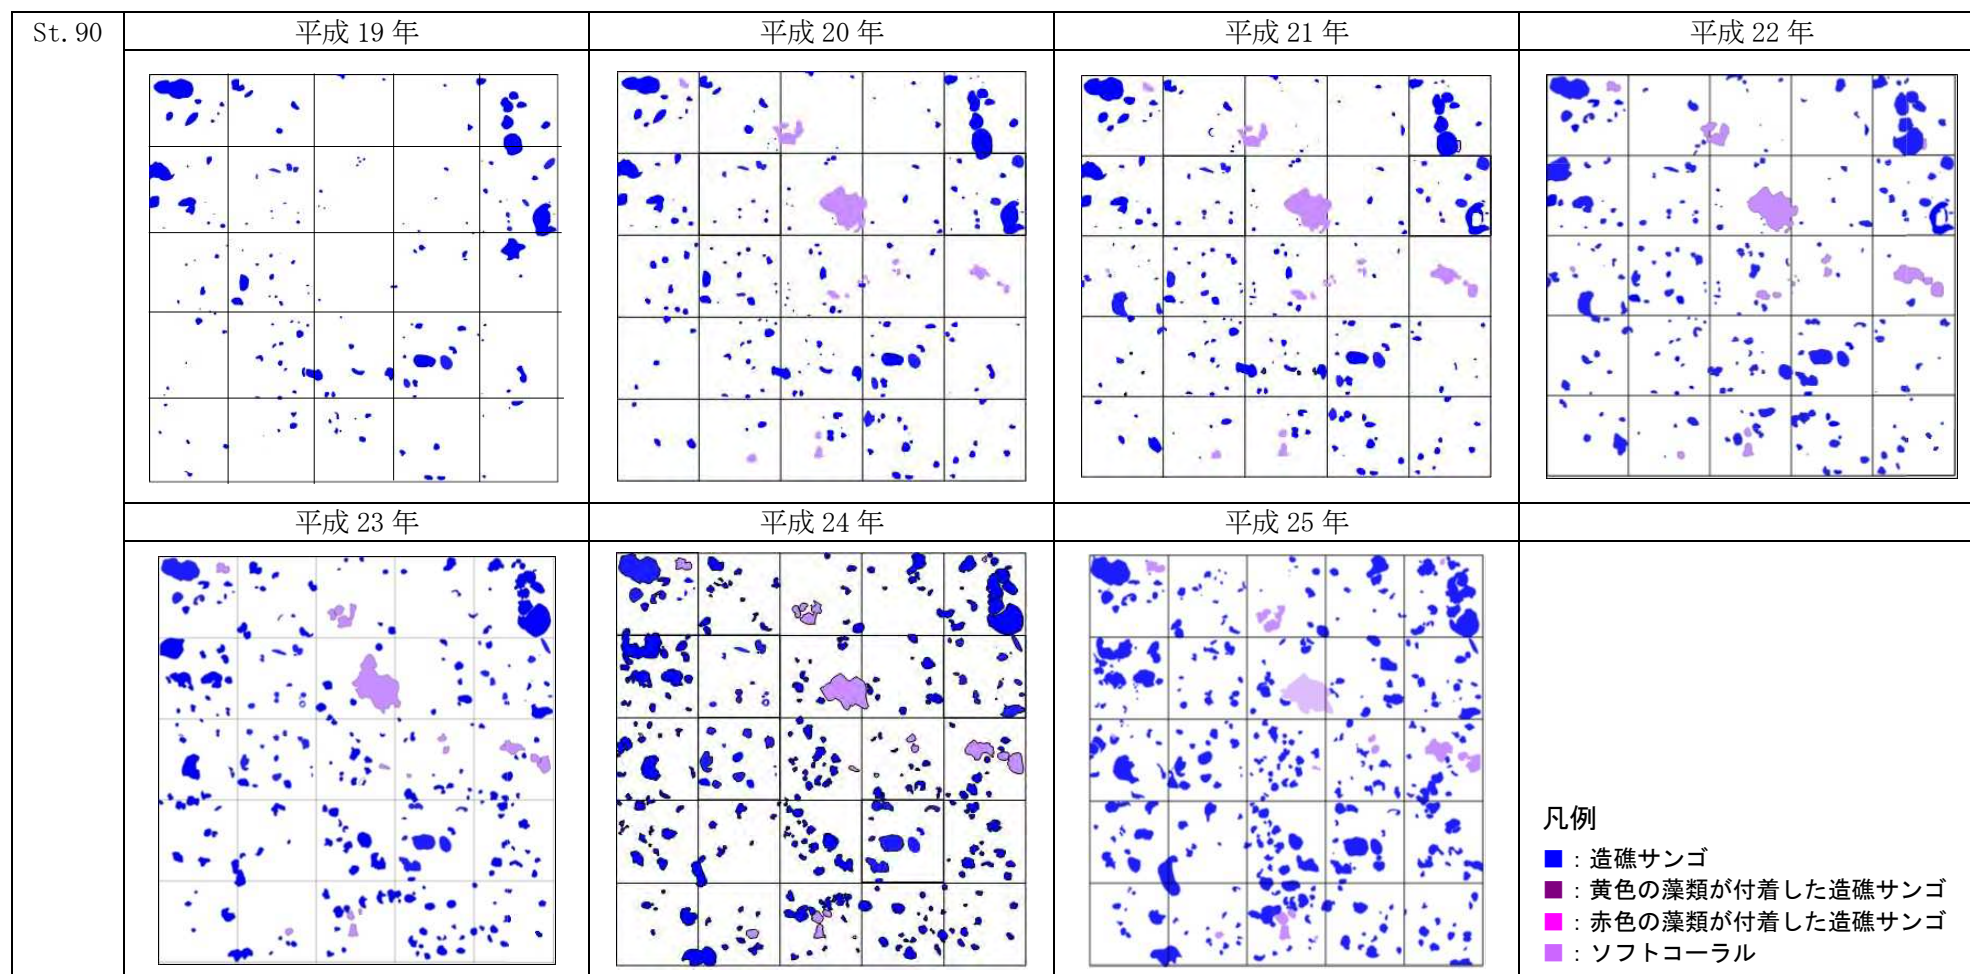 St.90
平成 19 年
平成 20 年
平成 21 年
平成 22 年
平成 23 年
平成 24 年
平成 25 年
凡例
■：造礁サンゴ
■：黄色の藻類が付着した造礁サンゴ
■：赤色の藻類が付着した造礁サンゴ
■：ソフトコーラル